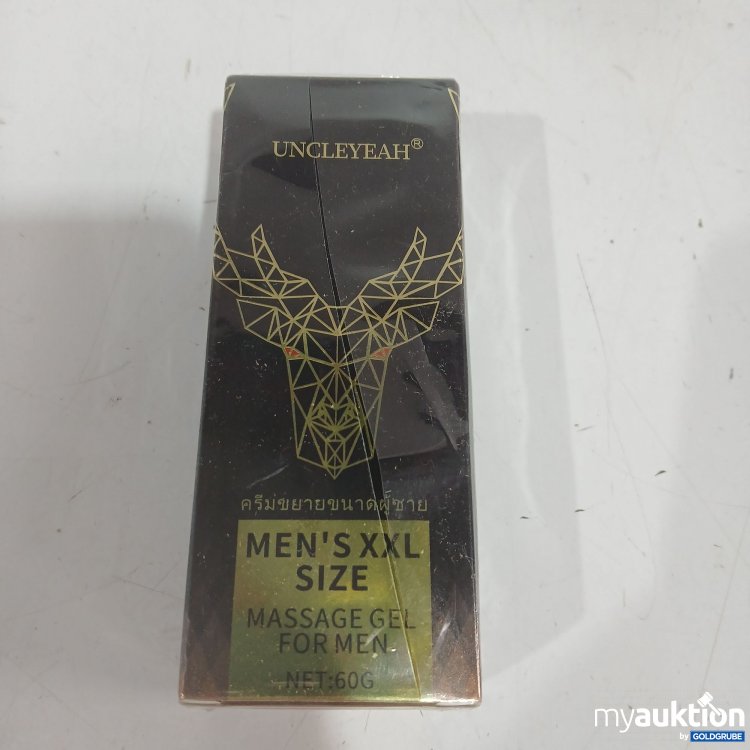 UNCLEYEAH®
ครีมขยายขนาดผู้ชาย
MEN'S XXL
SIZE
MASSAGE GEL
FOR MEN
NET:60G
myauktion
by GOLDGRUBE